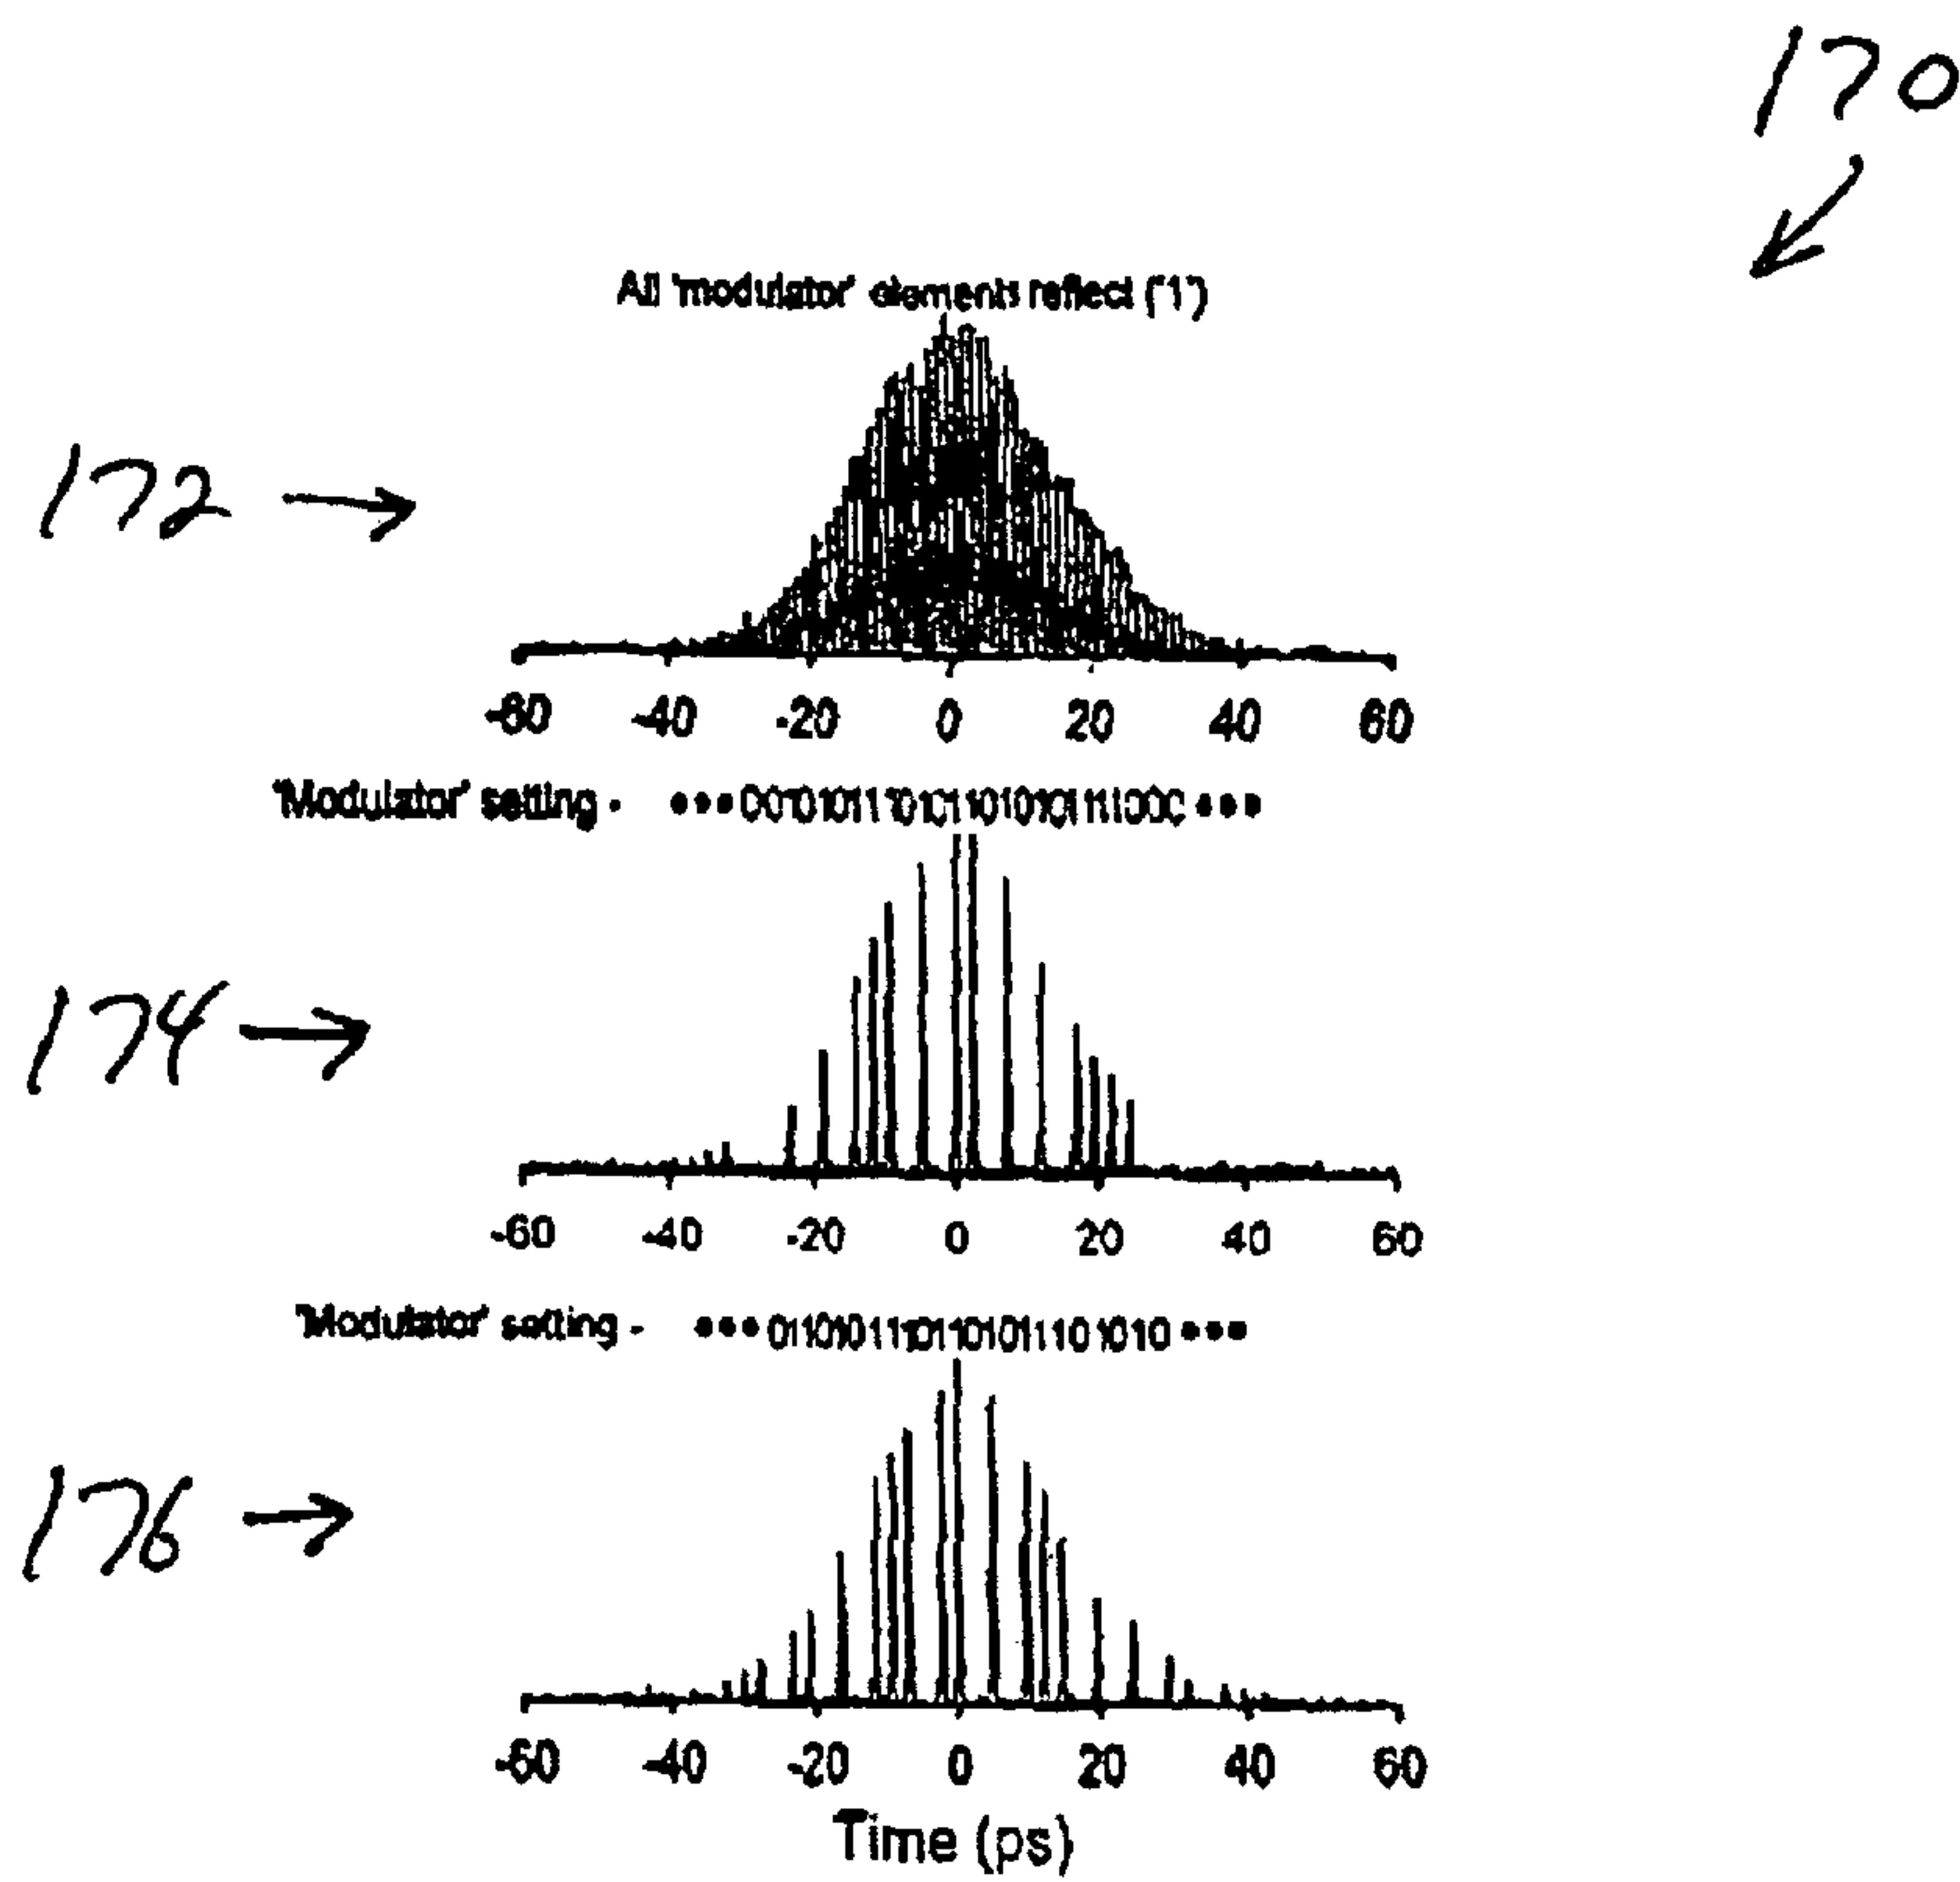 170
All modulator elements reflect ('1')
172
-60 -40 -20 0 20 40 60
Modulator setting -
174
-60 -40 -20 0 20 40 60
Modulator setting -
176
-60 -40 -20 0 20 40 60
Time (ps)